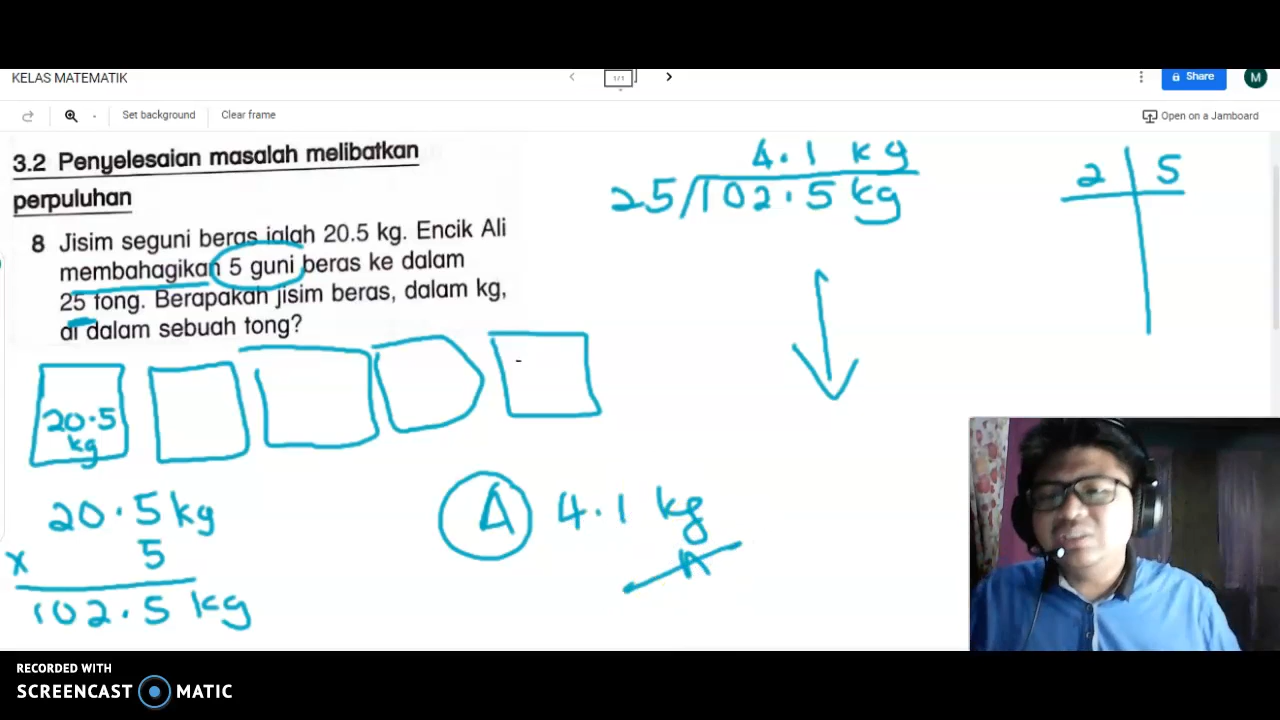 KELAS MATEMATIK
1/1
Share
M
Set background
Clear frame
Open on a Jamboard
3.2 Penyelesaian masalah melibatkan
perpuluhan
8 Jisim seguni beras ialah 20.5 kg. Encik Ali
membahagikan 5 guni beras ke dalam
25 tong. Berapakah jisim beras, dalam kg,
di dalam sebuah tong?
20.5
kg
20.5 kg
x 5
102.5 kg
4.1 kg
25 102.5 kg
2 5
A 4.1 kg
RECORDED WITH
SCREENCAST MATIC